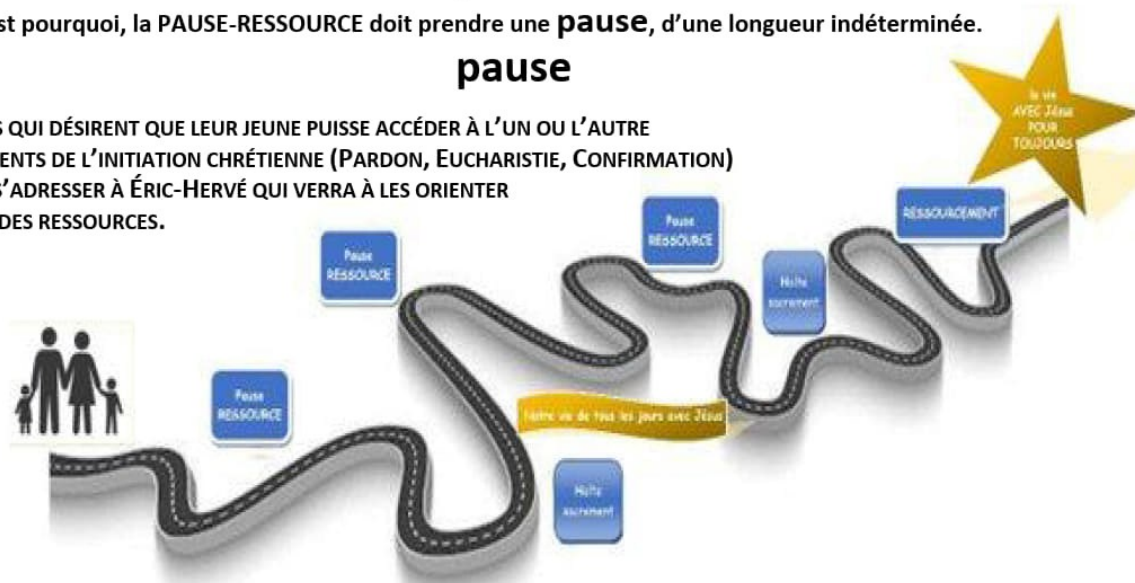 st pourquoi, la PAUSE-RESSOURCE doit prendre une pause, d'une longueur indéterminée.
pause
S QUI DÉSIRENT QUE LEUR JEUNE PUISSE ACCÉDER À L'UN OU L'AUTRE
ENTS DE L'INITIATION CHRÉTIENNE (PARDON, EUCHARISTIE, CONFIRMATION)
S'ADRESSER À ÉRIC-HERVÉ QUI VERRA À LES ORIENTER
DES RESSOURCES.
la vie
AVEC Jésus
POUR
TOUJOURS
RESSOURCEMENT
Pause
RESSOURCE
Pause
RESSOURCE
Halte
sacrement
Pause
RESSOURCE
Notre vie de tous les jours avec Jésus
Halte
sacrement